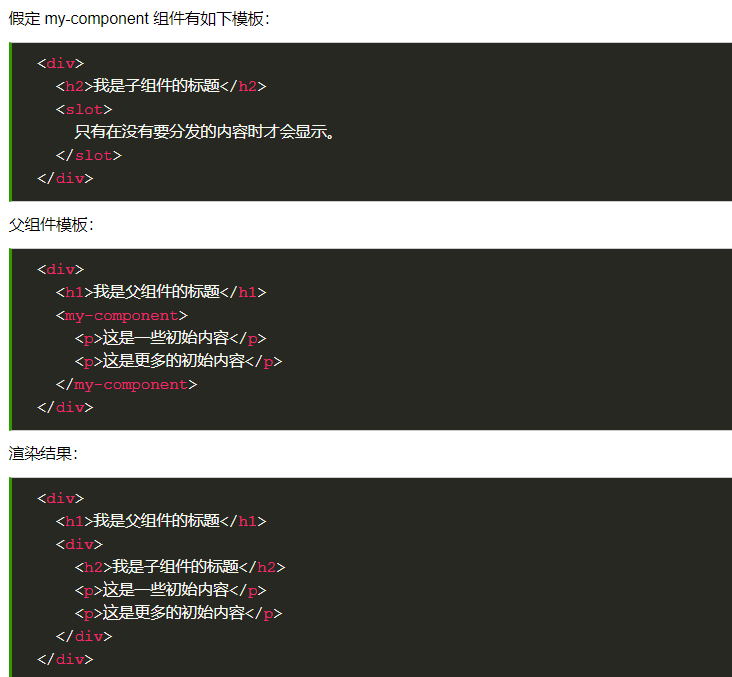 假定 my-component 组件有如下模板：
<div>
  <h2>我是子组件的标题</h2>
  <slot>
    只有在没有要分发的内容时才会显示。
  </slot>
</div>
父组件模板：
<div>
  <h1>我是父组件的标题</h1>
  <my-component>
    <p>这是一些初始内容</p>
    <p>这是更多的初始内容</p>
  </my-component>
</div>
渲染结果：
<div>
  <h1>我是父组件的标题</h1>
  <div>
    <h2>我是子组件的标题</h2>
    <p>这是一些初始内容</p>
    <p>这是更多的初始内容</p>
  </div>
</div>